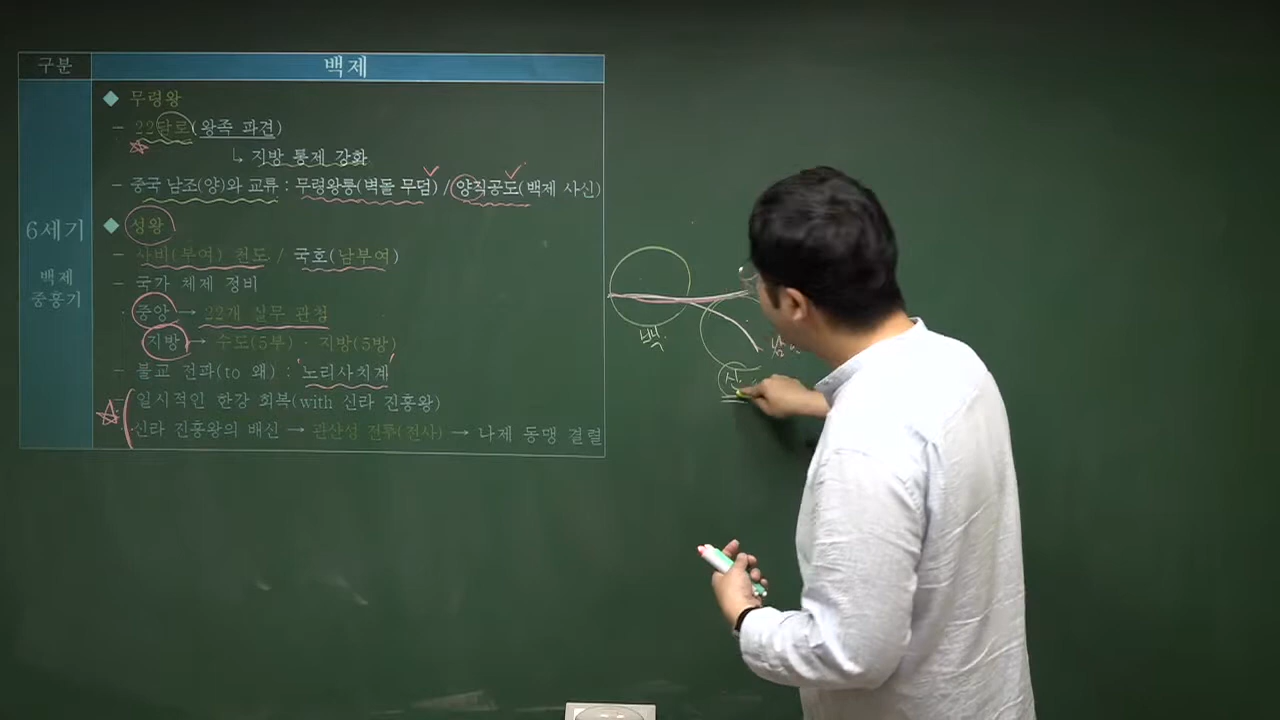 구분 백제
◆ 무령왕
- 22담로(왕족 파견)
↳ 지방 통제 강화
- 중국 남조(양)와 교류 : 무령왕릉(벽돌 무덤) / 양직공도(백제 사신)
6세기
백제
중흥기
◆ 성왕
- 사비(부여) 천도 / 국호(남부여)
- 국가 체제 정비
· 중앙 → 22개 실무 관청
· 지방 → 수도(5부) · 지방(5방)
- 불교 전파(to 왜) : '노리사치계'
- 일시적인 한강 회복(with 신라 진흥왕)
· 신라 진흥왕의 배신 → 관산성 전투(전사) → 나제 동맹 결렬